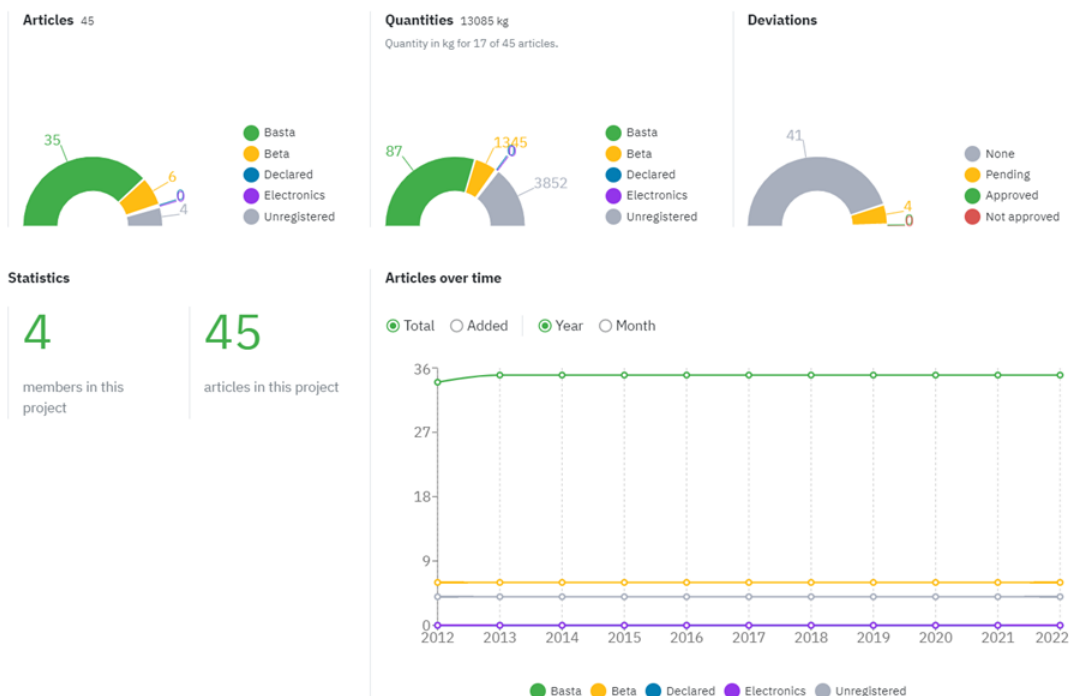 Articles 45
35
6
0
4
Basta
Beta
Declared
Electronics
Unregistered
Quantities 13085 kg
Quantity in kg for 17 of 45 articles.
87
1345
0
3852
Basta
Beta
Declared
Electronics
Unregistered
Deviations
41
4
0
None
Pending
Approved
Not approved
Statistics
4
members in this
project
45
articles in this project
Articles over time
Total Added Year Month
36
27
18
9
0
2012 2013 2014 2015 2016 2017 2018 2019 2020 2021 2022
Basta Beta Declared Electronics Unregistered